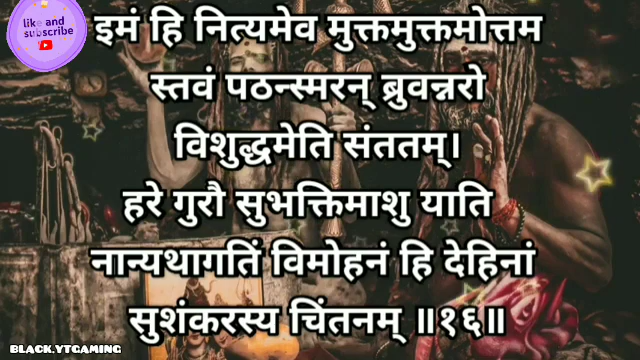 like and
subscribe
इमं हि नित्यमेव मुक्तमुक्तमोत्तम
स्तवं पठन्स्मरन् ब्रुवन्नरो
विशुद्धमेति संततम्।
हरे गुरौ सुभक्तिमाशु याति
नान्यथागतिं विमोहनं हि देहिनां
सुशंकरस्य चिंतनम् ॥१६॥
BLACK.YTGAMING